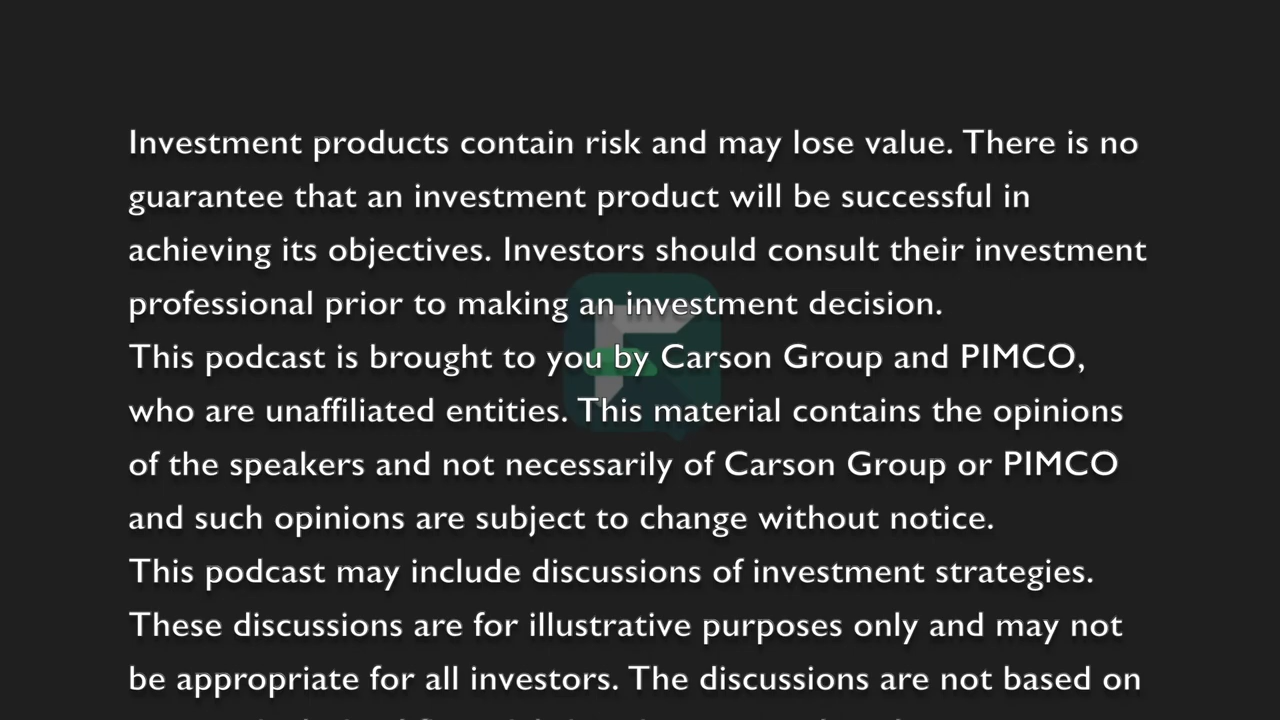 Investment products contain risk and may lose value. There is no
guarantee that an investment product will be successful in
achieving its objectives. Investors should consult their investment
professional prior to making an investment decision.
This podcast is brought to you by Carson Group and PIMCO,
who are unaffiliated entities. This material contains the opinions
of the speakers and not necessarily of Carson Group or PIMCO
and such opinions are subject to change without notice.
This podcast may include discussions of investment strategies.
These discussions are for illustrative purposes only and may not
be appropriate for all investors. The discussions are not based on